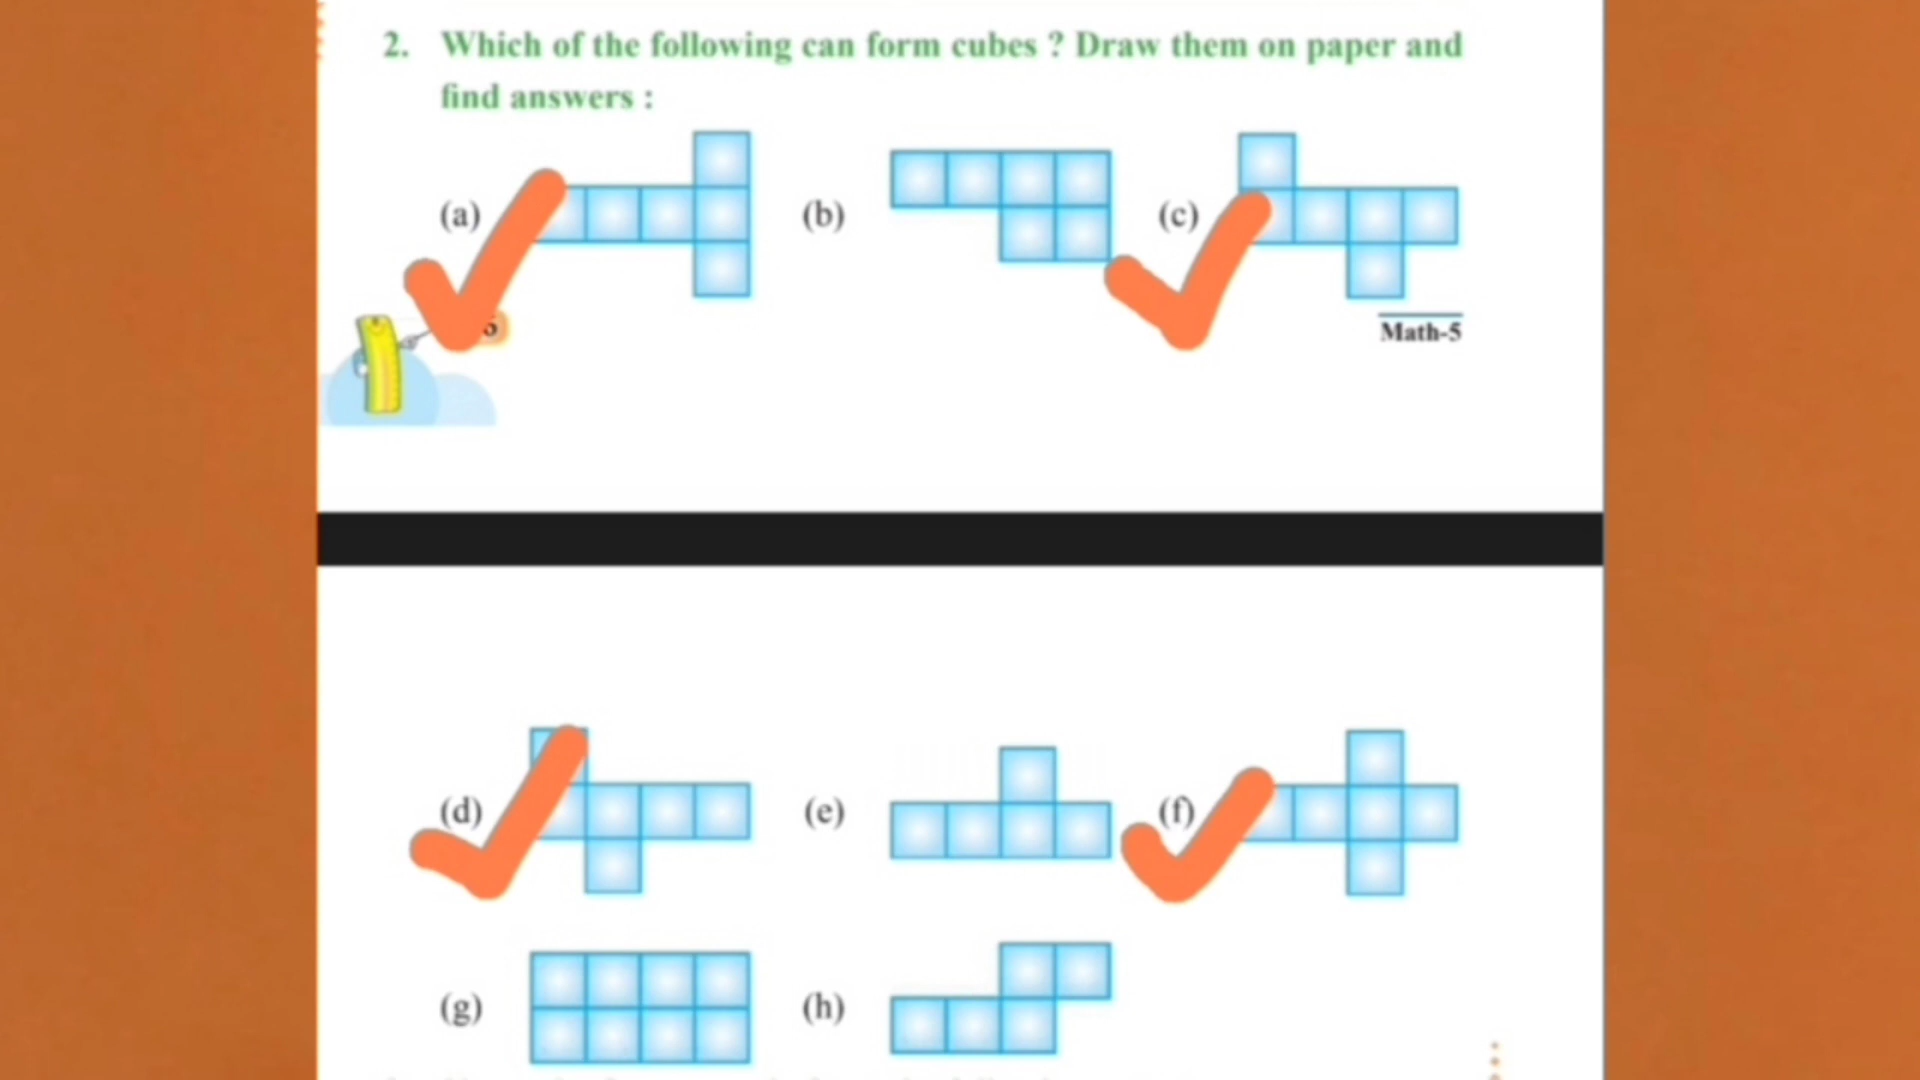 2. Which of the following can form cubes ? Draw them on paper and
find answers :
(a) (b) (c)
Math-5
(d) (e) (f)
(g) (h)